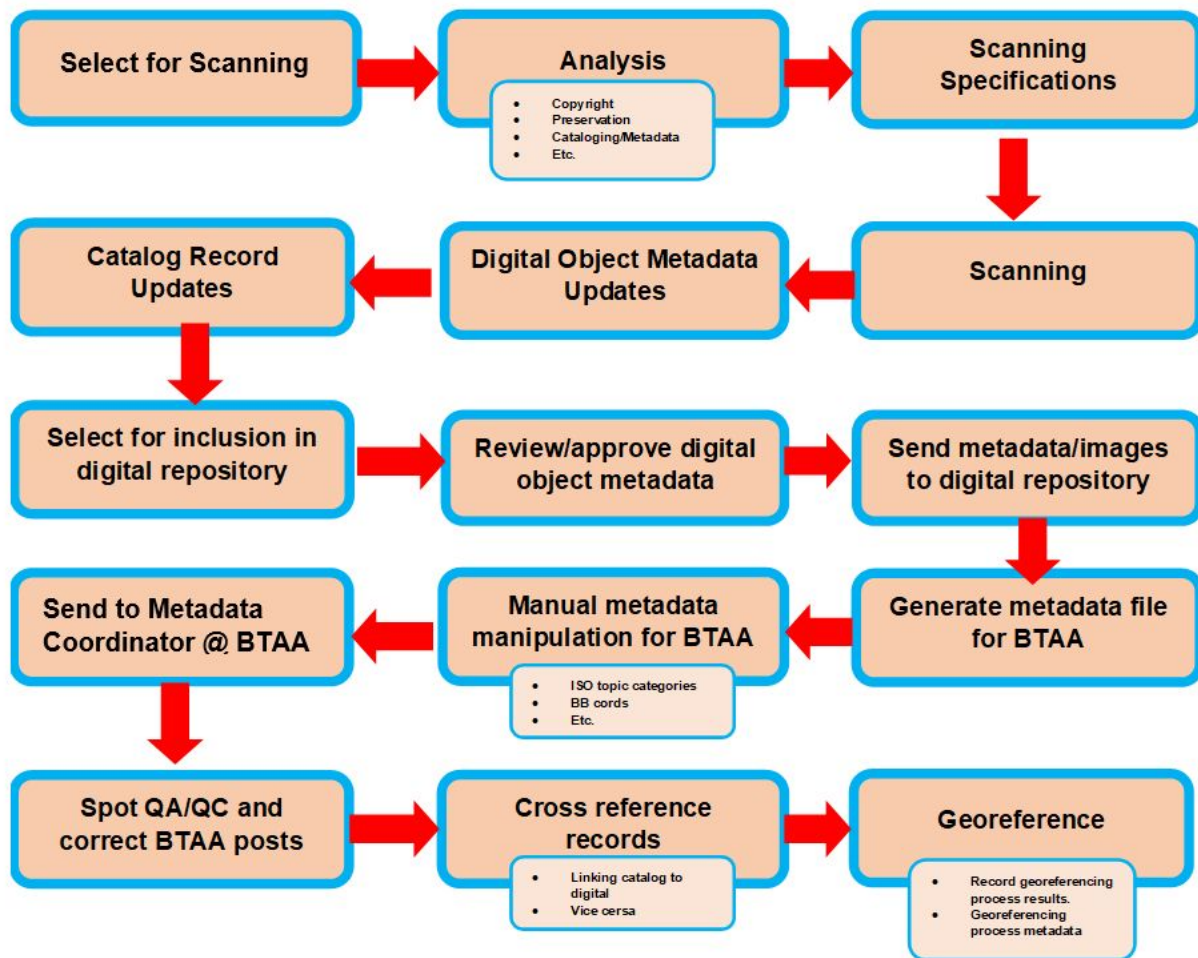 Select for Scanning
Analysis
• Copyright
• Preservation
• Cataloging/Metadata
• Etc.
Scanning
Specifications
Scanning
Digital Object Metadata
Updates
Catalog Record
Updates
Select for inclusion in
digital repository
Review/approve digital
object metadata
Send metadata/images
to digital repository
Generate metadata file
for BTAA
Manual metadata
manipulation for BTAA
• ISO topic categories
• BB cords
• Etc.
Send to Metadata
Coordinator @ BTAA
Spot QA/QC and
correct BTAA posts
Cross reference
records
• Linking catalog to
digital
• Vice cersa
Georeference
• Record georeferencing
process results.
• Georeferencing
process metadata